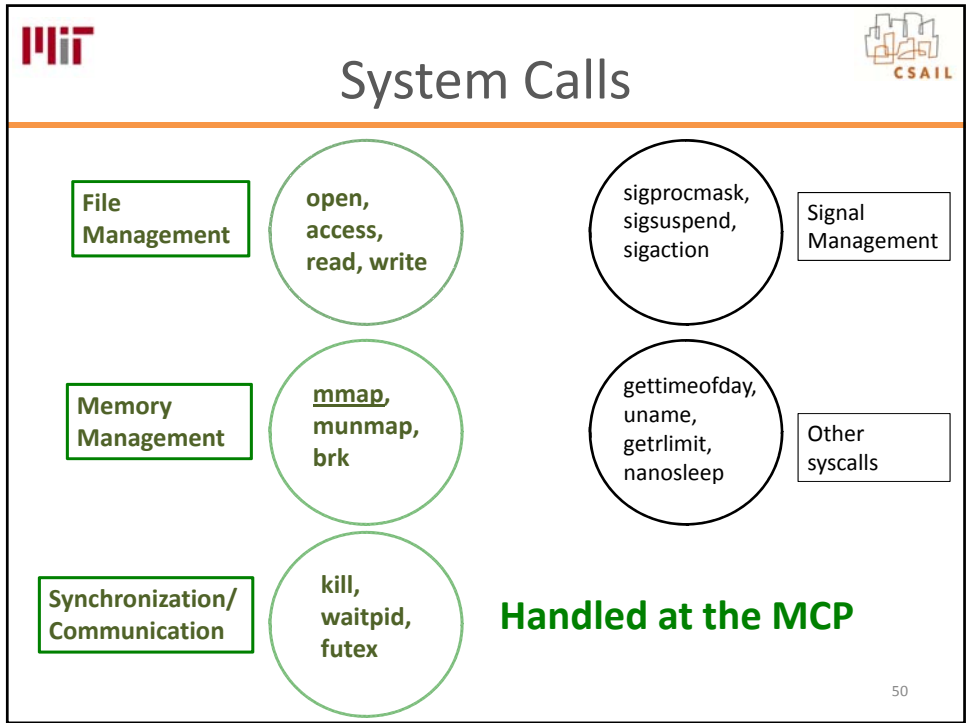 MIT
CSAIL
System Calls
File
Management
open,
access,
read, write
sigprocmask,
sigsuspend,
sigaction
Signal
Management
Memory
Management
mmap,
munmap,
brk
gettimeofday,
uname,
getrlimit,
nanosleep
Other
syscalls
Synchronization/
Communication
kill,
waitpid,
futex
Handled at the MCP
50